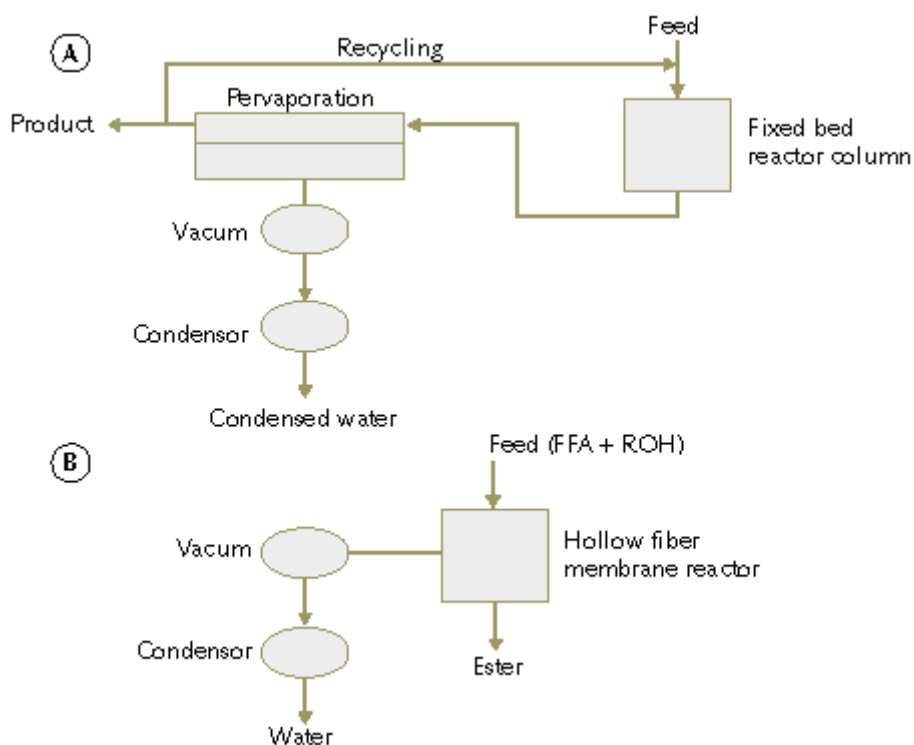 A
Feed
Recycling
Pervaporation
Product
Fixed bed
reactor column
Vacum
Condensor
Condensed water
B
Feed (FFA + ROH)
Vacum
Hollow fiber
membrane reactor
Condensor
Ester
Water